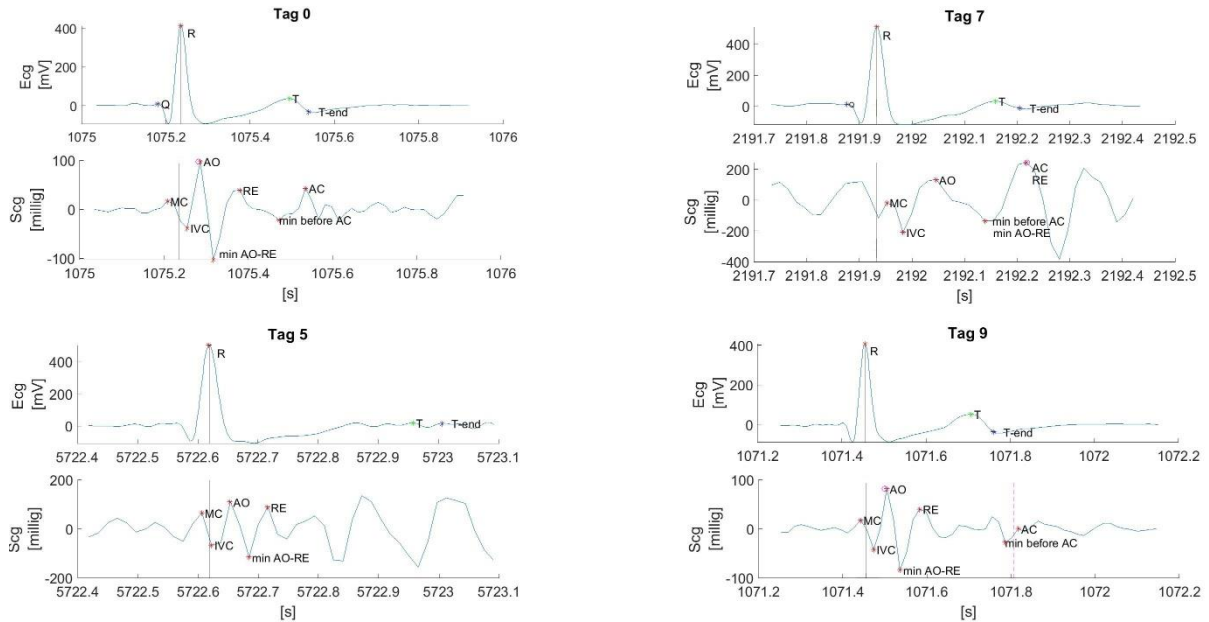 Tag 0
Ecg
[mV]
400
200
0
Q
R
T
T-end
1075
1075.2
1075.4
1075.6
1075.8
1076
Scg
[millig]
100
0
-100
MC
IVC
AO
min AO-RE
RE
min before AC
AC
1075
1075.2
1075.4
1075.6
1075.8
1076
[s]
Tag 7
Ecg
[mV]
400
200
0
Q
R
T
T-end
2191.7
2191.8
2191.9
2192
2192.1
2192.2
2192.3
2192.4
2192.5
Scg
[millig]
200
0
-200
-400
MC
IVC
AO
AC
RE
min before AC
min AO-RE
2191.7
2191.8
2191.9
2192
2192.1
2192.2
2192.3
2192.4
2192.5
[s]
Tag 5
Ecg
[mV]
400
200
0
R
T
T-end
5722.4
5722.5
5722.6
5722.7
5722.8
5722.9
5723
5723.1
Scg
[millig]
200
0
-200
MC
IVC
AO
min AO-RE
RE
5722.4
5722.5
5722.6
5722.7
5722.8
5722.9
5723
5723.1
[s]
Tag 9
Ecg
[mV]
400
200
0
R
T
T-end
1071.2
1071.4
1071.6
1071.8
1072
1072.2
Scg
[millig]
100
0
-100
MC
IVC
AO
min AO-RE
RE
min before AC
AC
1071.2
1071.4
1071.6
1071.8
1072
1072.2
[s]